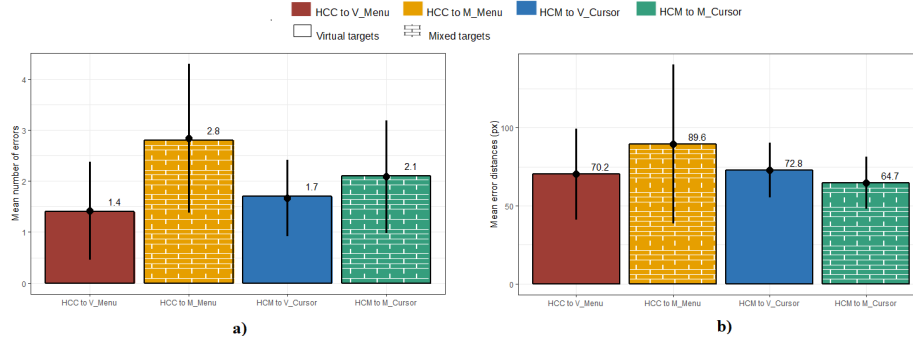 HCC to V_Menu HCC to M_Menu HCM to V_Cursor HCM to M_Cursor
Virtual targets Mixed targets
Mean number of errors
4
3
2
1
0
1.4
2.8
1.7
2.1
HCC to V_Menu HCC to M_Menu HCM to V_Cursor HCM to M_Cursor
a)
Mean error distances (px)
100
50
0
70.2
89.6
72.8
64.7
HCC to V_Menu HCC to M_Menu HCM to V_Cursor HCM to M_Cursor
b)